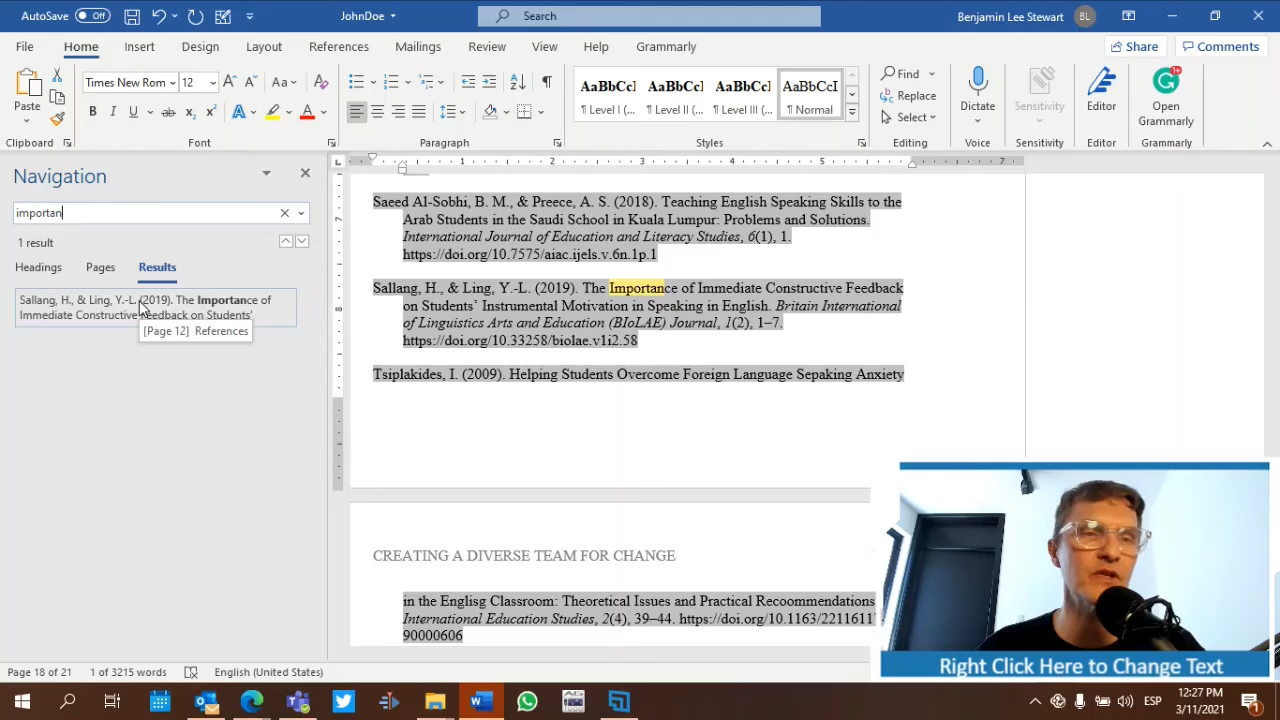 AutoSave Off JohnDoe Search Benjamin Lee Stewart BL
File Home Insert Design Layout References Mailings Review View Help Grammarly Share Comments
Paste Times New Rom 12 Aa Find Replace Select Dictate Sensitivity Editor Open Grammarly
AaBbCcI AaBbCcI AaBbCcI AaBbCcI
¶ Level I (... ¶ Level II (... ¶ Level III (... ¶ Normal
Clipboard Font Paragraph Styles Editing Voice Sensitivity Editor Grammarly
Navigation
importan
1 result
Headings Pages Results
Sallang, H., & Ling, Y.-L. (2019). The Importance of
Immediate Constructive Feedback on Students'
[Page 12] References
1 2 3 4 5 7
Saeed Al-Sobhi, B. M., & Preece, A. S. (2018). Teaching English Speaking Skills to the
Arab Students in the Saudi School in Kuala Lumpur: Problems and Solutions.
International Journal of Education and Literacy Studies, 6(1), 1.
https://doi.org/10.7575/aiac.ijels.v.6n.1p.1
Sallang, H., & Ling, Y.-L. (2019). The Importance of Immediate Constructive Feedback
on Students’ Instrumental Motivation in Speaking in English. Britain International
of Linguistics Arts and Education (BIoLAE) Journal, 1(2), 1–7.
https://doi.org/10.33258/biolae.v1i2.58
Tsiplakides, I. (2009). Helping Students Overcome Foreign Language Sepaking Anxiety
CREATING A DIVERSE TEAM FOR CHANGE
in the Englisg Classroom: Theoretical Issues and Practical Recoommendations
International Education Studies, 2(4), 39–44. https://doi.org/10.1163/2211611
90000606
Right Click Here to Change Text
Page 18 of 21 1 of 3215 words English (United States)
ESP 12:27 PM
3/11/2021